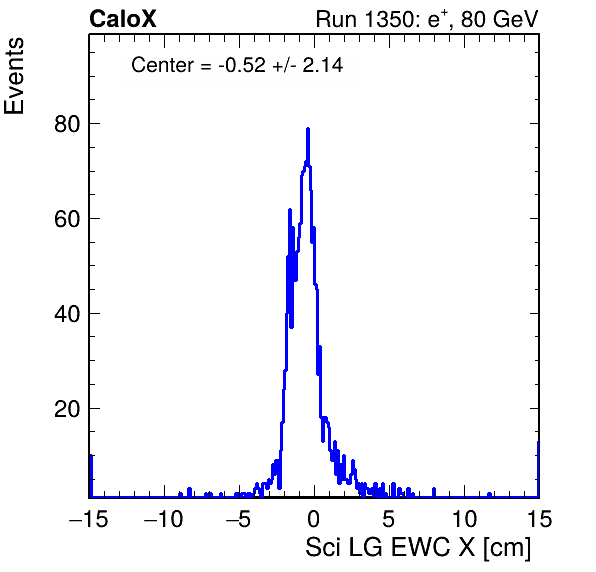 CaloX Run 1350: e⁺, 80 GeV
Center = -0.52 +/- 2.14
Events
80
60
40
20
−15 −10 −5 0 5 10 15
Sci LG EWC X [cm]